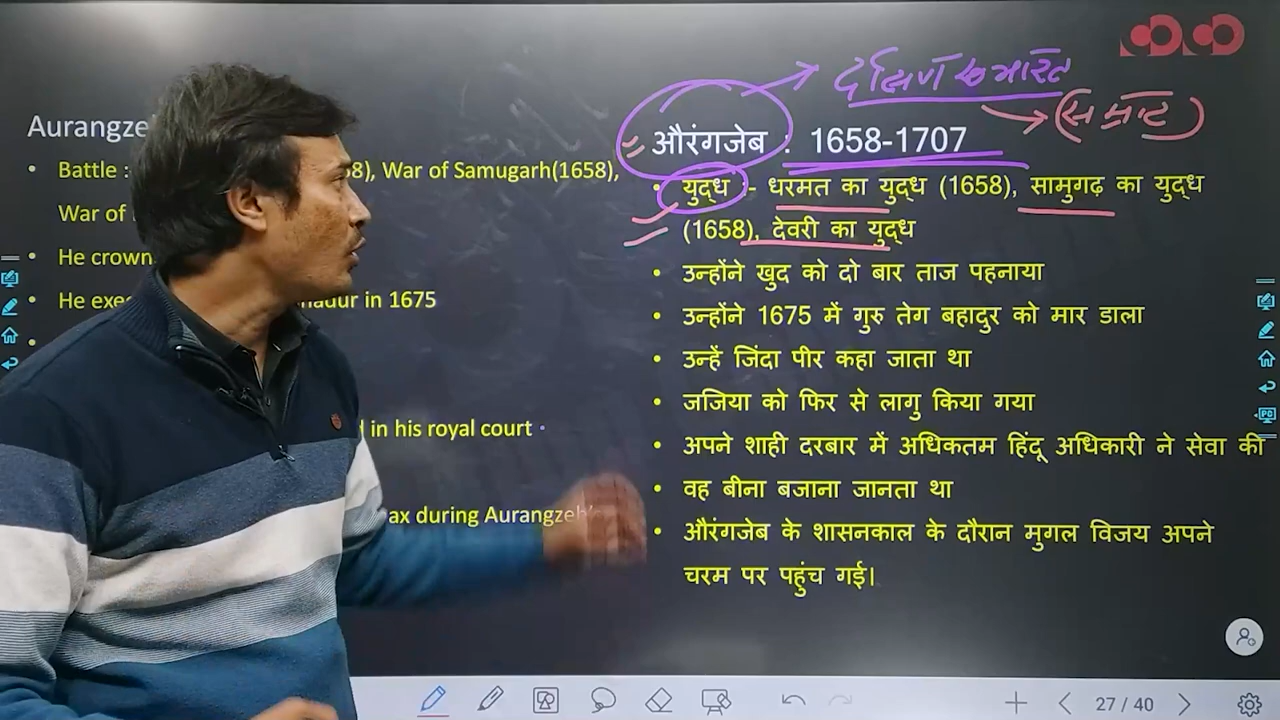 Aurangze
Battle : 8), War of Samugarh(1658),
War of
He crown
He exe adur in 1675
in his royal court
ax during Aurangzeb'
भारत
(सम्राट)
औरंगजेब : 1658-1707
युद्ध - धरमत का युद्ध (1658), सामुगढ़ का युद्ध
(1658), देवरी का युद्ध
उन्होंने खुद को दो बार ताज पहनाया
उन्होंने 1675 में गुरु तेग बहादुर को मार डाला
उन्हें जिंदा पीर कहा जाता था
जजिया को फिर से लागु किया गया
अपने शाही दरबार में अधिकतम हिंदू अधिकारी ने सेवा की
वह बीना बजाना जानता था
औरंगजेब के शासनकाल के दौरान मुगल विजय अपने
चरम पर पहुंच गई।
27 / 40